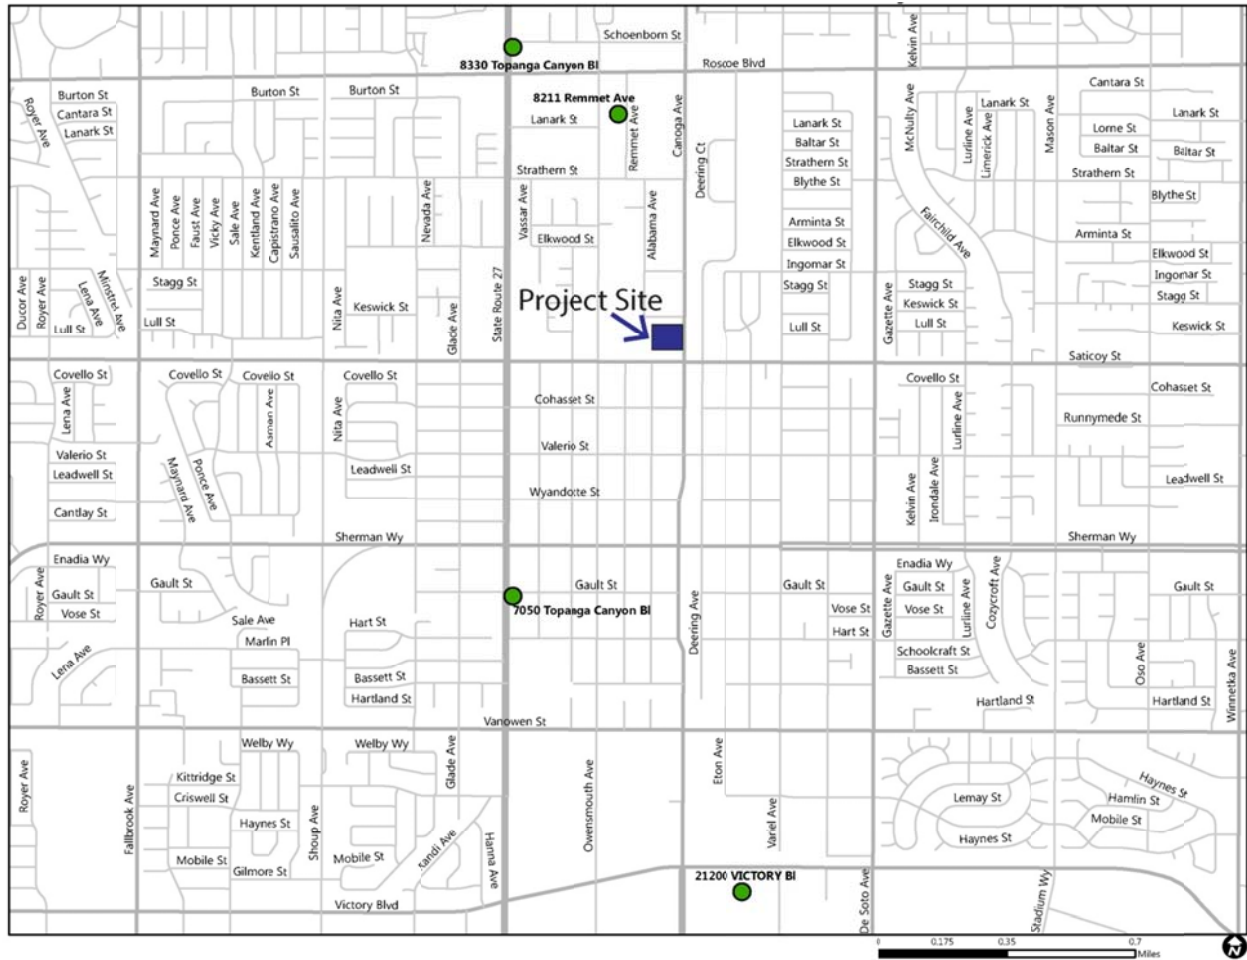 Schoenborn St
Kelvin Ave
8330 Topanga Canyon Bl
Roscoe Blvd
Royer Ave
Burton St
Burton St
Burton St
8211 Remmet Ave
Cantara St
Cantara St
Lanark St
Lanark St
Remmet Ave
Canoga Ave
Deering Ct
Lanark St
Baltar St
Strathern St
Blythe St
McNulty Ave
Lurline Ave
Lanark St
Limerick Ave
Mason Ave
Lanark St
Lorne St
Baltar St
Baltar St
Strathern St
Strathern St
Blythe St
Maynard Ave
Ponce Ave
Faust Ave
Vicky Ave
Sale Ave
Kentland Ave
Capistrano Ave
Sausalito Ave
Nevada Ave
Vassar Ave
Alabama Ave
Elkwood St
Arminta St
Elkwood St
Ingomar St
Stagg St
Lull St
Fairchild Ave
Arminta St
Elkwood St
Ingomar St
Stagg St
Keswick St
Ducor Ave
Royer Ave
Lena Ave
Minstrel Ave
Lull St
Stagg St
Lull St
Nita Ave
Keswick St
Glade Ave
State Route 27
Project Site
Gazette Ave
Stagg St
Keswick St
Lull St
Saticoy St
Covello St
Covello St
Covello St
Covello St
Covello St
Cohasset St
Lena Ave
Asman Ave
Nita Ave
Cohasset St
Lurline Ave
Runnymede St
Valerio St
Leadwell St
Maynard Ave
Ponce Ave
Leadwell St
Valerio St
Wyandotte St
Kelvin Ave
Irondale Ave
Leadwell St
Cantlay St
Sherman Wy
Sherman Wy
Enadia Wy
Enadia Wy
Royer Ave
Gault St
Vose St
Gault St
Gault St
Gault St
Gazette Ave
Gault St
Vose St
Lurline Ave
Cozycroft Ave
Gault St
7050 Topanga Canyon Bl
Deering Ave
Vose St
Hart St
Sale Ave
Marlin Pl
Hart St
Lena Ave
Bassett St
Bassett St
Hartland St
Schoolcraft St
Bassett St
Oso Ave
Winnetka Ave
Hartland St
Hartland St
Vanowen St
Royer Ave
Fallbrook Ave
Welby Wy
Welby Wy
Glade Ave
Kittridge St
Criswell St
Haynes St
Shoup Ave
Mobile St
Gilmore St
Mobile St
Hanna Ave
Owensmouth Ave
Eton Ave
Variel Ave
Lemay St
Haynes St
Haynes St
Hamlin St
Mobile St
21200 VICTORY Bl
Victory Blvd
De Soto Ave
Stadium Wy
0
0.175
0.35
0.7
Miles
N